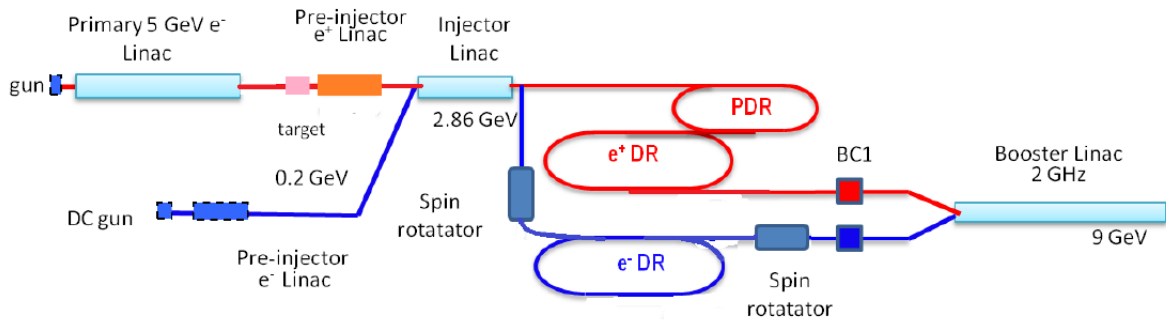 Primary 5 GeV e-
Linac
Pre-injector
e+ Linac
Injector
Linac
gun
target
2.86 GeV
PDR
e+ DR
BC1
Booster Linac
2 GHz
0.2 GeV
DC gun
Spin
rotatator
9 GeV
Pre-injector
e- Linac
e- DR
Spin
rotatator